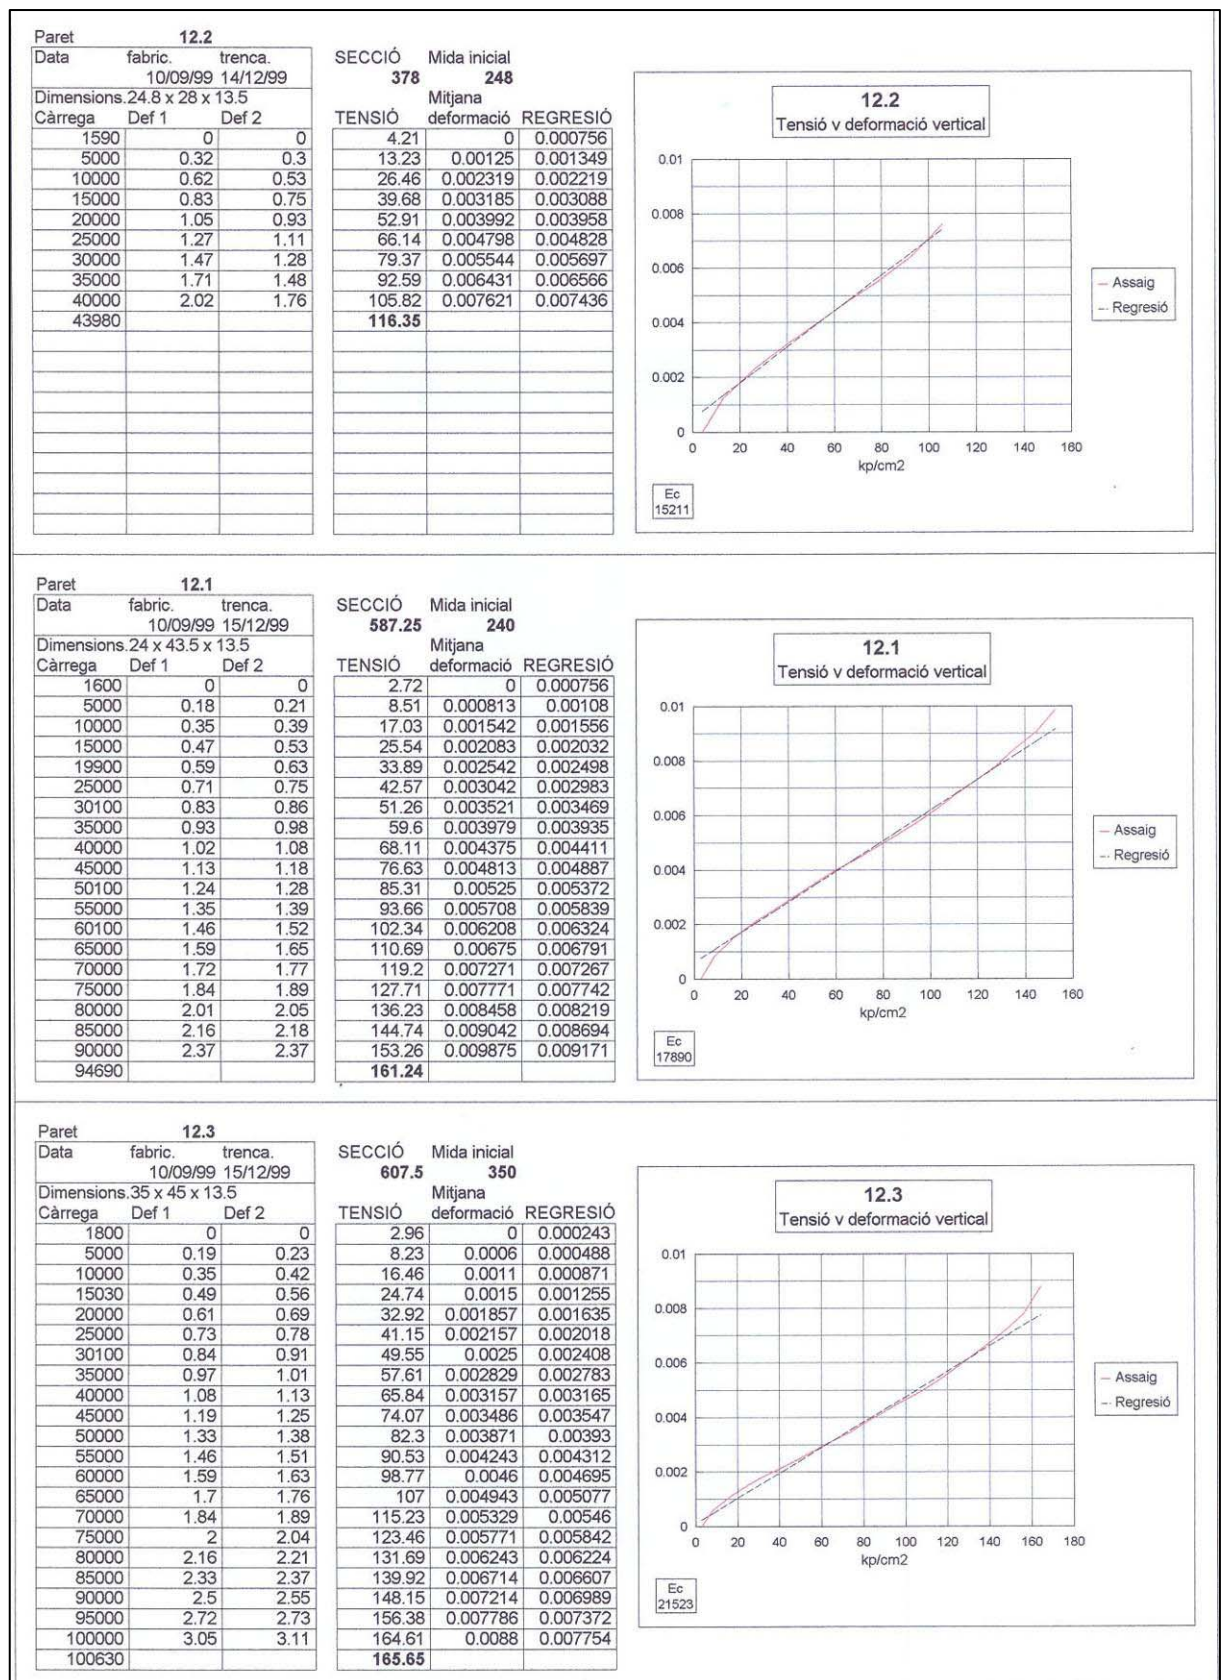 Paret 12.2
Data fabric. trenca. SECCIÓ Mida inicial
10/09/99 14/12/99 378 248
Dimensions.24.8 x 28 x 13.5 Mitjana
Càrrega Def 1 Def 2 TENSIÓ deformació REGRESIÓ
1590 0 0 4.21 0 0.000756
5000 0.32 0.3 13.23 0.00125 0.001349
10000 0.62 0.53 26.46 0.002319 0.002219
15000 0.83 0.75 39.68 0.003185 0.003088
20000 1.05 0.93 52.91 0.003992 0.003958
25000 1.27 1.11 66.14 0.004798 0.004828
30000 1.47 1.28 79.37 0.005544 0.005697
35000 1.71 1.48 92.59 0.006431 0.006566
40000 2.02 1.76 105.82 0.007621 0.007436
43980 116.35
12.2
Tensió v deformació vertical
0.01
0.008
0.006
0.004
0.002
0
0 20 40 60 80 100 120 140 160
kp/cm2
Assaig
Regresió
Ec
15211
Paret 12.1
Data fabric. trenca. SECCIÓ Mida inicial
10/09/99 15/12/99 587.25 240
Dimensions.24 x 43.5 x 13.5 Mitjana
Càrrega Def 1 Def 2 TENSIÓ deformació REGRESIÓ
1600 0 0 2.72 0 0.000756
5000 0.18 0.21 8.51 0.000813 0.00108
10000 0.35 0.39 17.03 0.001542 0.001556
15000 0.47 0.53 25.54 0.002083 0.002032
19900 0.59 0.63 33.89 0.002542 0.002498
25000 0.71 0.75 42.57 0.003042 0.002983
30100 0.83 0.86 51.26 0.003521 0.003469
35000 0.93 0.98 59.6 0.003979 0.003935
40000 1.02 1.08 68.11 0.004375 0.004411
45000 1.13 1.18 76.63 0.004813 0.004887
50100 1.24 1.28 85.31 0.00525 0.005372
55000 1.35 1.39 93.66 0.005708 0.005839
60100 1.46 1.52 102.34 0.006208 0.006324
65000 1.59 1.65 110.69 0.00675 0.006791
70000 1.72 1.77 119.2 0.007271 0.007267
75000 1.84 1.89 127.71 0.007771 0.007742
80000 2.01 2.05 136.23 0.008458 0.008219
85000 2.16 2.18 144.74 0.009042 0.008694
90000 2.37 2.37 153.26 0.009875 0.009171
94690 161.24
12.1
Tensió v deformació vertical
0.01
0.008
0.006
0.004
0.002
0
0 20 40 60 80 100 120 140 160
kp/cm2
Assaig
Regresió
Ec
17890
Paret 12.3
Data fabric. trenca. SECCIÓ Mida inicial
10/09/99 15/12/99 607.5 350
Dimensions.35 x 45 x 13.5 Mitjana
Càrrega Def 1 Def 2 TENSIÓ deformació REGRESIÓ
1800 0 0 2.96 0 0.000243
5000 0.19 0.23 8.23 0.0006 0.000488
10000 0.35 0.42 16.46 0.0011 0.000871
15030 0.49 0.56 24.74 0.0015 0.001255
20000 0.61 0.69 32.92 0.001857 0.001635
25000 0.73 0.78 41.15 0.002157 0.002018
30100 0.84 0.91 49.55 0.0025 0.002408
35000 0.97 1.01 57.61 0.002829 0.002783
40000 1.08 1.13 65.84 0.003157 0.003165
45000 1.19 1.25 74.07 0.003486 0.003547
50000 1.33 1.38 82.3 0.003871 0.00393
55000 1.46 1.51 90.53 0.004243 0.004312
60000 1.59 1.63 98.77 0.0046 0.004695
65000 1.7 1.76 107 0.004943 0.005077
70000 1.84 1.89 115.23 0.005329 0.00546
75000 2 2.04 123.46 0.005771 0.005842
80000 2.16 2.21 131.69 0.006243 0.006224
85000 2.33 2.37 139.92 0.006714 0.006607
90000 2.5 2.55 148.15 0.007214 0.006989
95000 2.72 2.73 156.38 0.007786 0.007372
100000 3.05 3.11 164.61 0.0088 0.007754
100630 165.65
12.3
Tensió v deformació vertical
0.01
0.008
0.006
0.004
0.002
0
0 20 40 60 80 100 120 140 160 180
kp/cm2
Assaig
Regresió
Ec
21523